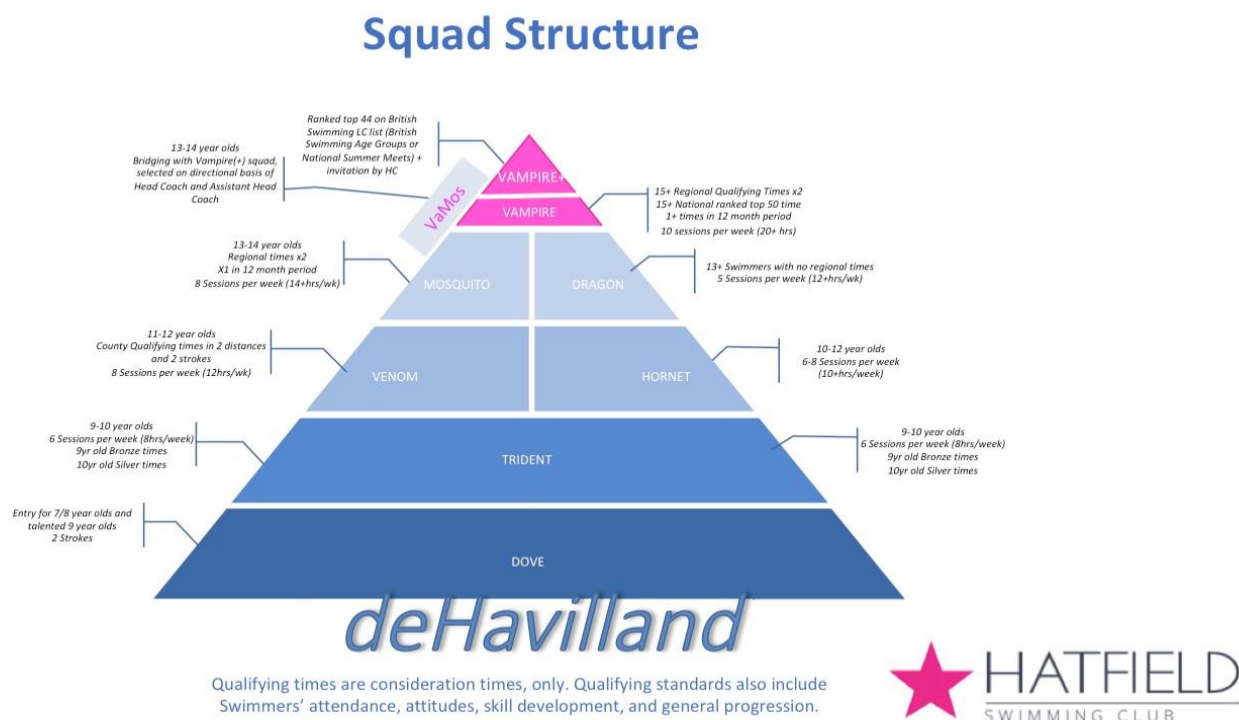 Squad Structure
Ranked top 44 on British
Swimming LC list (British
Swimming Age Groups or
National Summer Meets) +
invitation by HC
13-14 year olds
Bridging with Vampire(+) squad,
selected on directional basis of
Head Coach and Assistant Head
Coach
VaMos
VAMPIRE+
VAMPIRE
15+ Regional Qualifying Times x2
15+ National ranked top 50 time
1+ times in 12 month period
10 sessions per week (20+ hrs)
13-14 year olds
Regional times x2
X1 in 12 month period
8 Sessions per week (14+hrs/wk)
MOSQUITO
DRAGON
13+ Swimmers with no regional times
5 Sessions per week (12+hrs/wk)
11-12 year olds
County Qualifying times in 2 distances
and 2 strokes
8 Sessions per week (12hrs/wk)
VENOM
HORNET
10-12 year olds
6-8 Sessions per week
(10+hrs/week)
9-10 year olds
6 Sessions per week (8hrs/week)
9yr old Bronze times
10yr old Silver times
TRIDENT
9-10 year olds
6 Sessions per week (8hrs/week)
9yr old Bronze times
10yr old Silver times
Entry for 7/8 year olds and
talented 9 year olds
2 Strokes
DOVE
deHavilland
Qualifying times are consideration times, only. Qualifying standards also include
Swimmers' attendance, attitudes, skill development, and general progression.
HATFIELD
SWIMMING CLUB